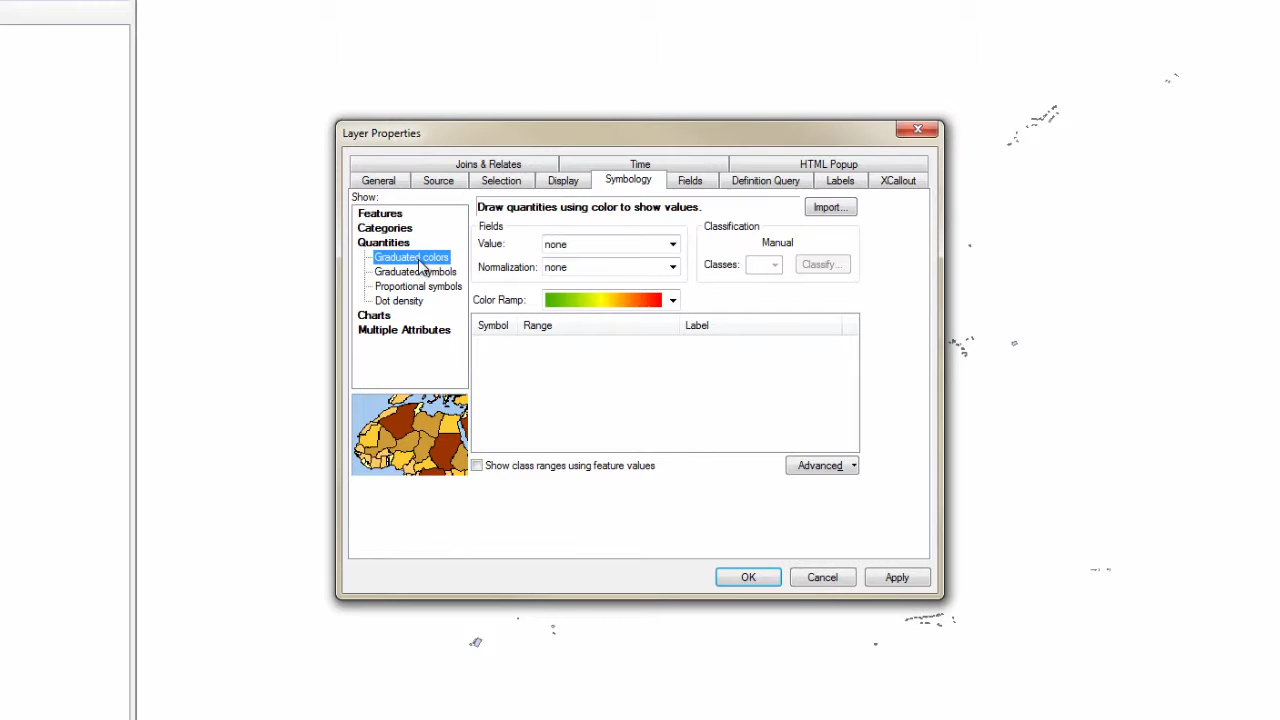 Layer Properties
Joins & Relates Time HTML Popup
General Source Selection Display Symbology Fields Definition Query Labels XCallout
Show:
Features
Categories
Quantities
Graduated colors
Graduated symbols
Proportional symbols
Dot density
Charts
Multiple Attributes
Draw quantities using color to show values.
Import...
Fields
Value: none
Normalization: none
Classification
Manual
Classes:
Classify...
Color Ramp:
Symbol Range Label
Show class ranges using feature values
Advanced
OK Cancel Apply